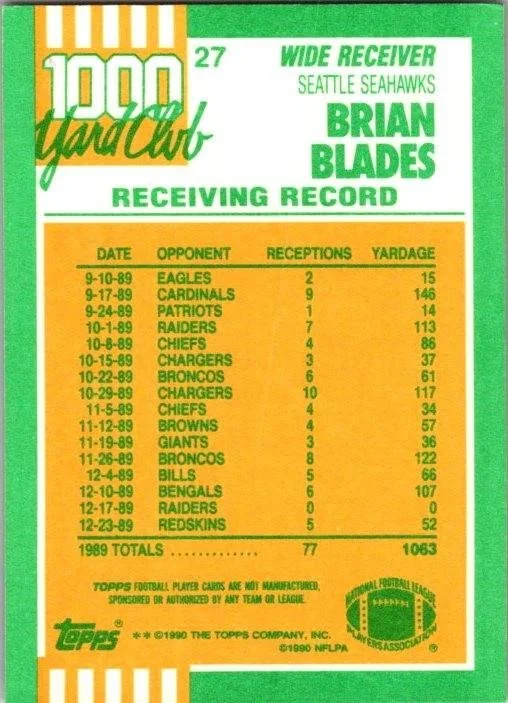 1000
Yard Club
27
WIDE RECEIVER
SEATTLE SEAHAWKS
BRIAN
BLADES
RECEIVING RECORD
DATE OPPONENT RECEPTIONS YARDAGE
9-10-89 EAGLES 2 15
9-17-89 CARDINALS 9 146
9-24-89 PATRIOTS 1 14
10-1-89 RAIDERS 7 113
10-8-89 CHIEFS 4 86
10-15-89 CHARGERS 3 37
10-22-89 BRONCOS 6 61
10-29-89 CHARGERS 10 117
11-5-89 CHIEFS 4 34
11-12-89 BROWNS 4 57
11-19-89 GIANTS 3 36
11-26-89 BRONCOS 8 122
12-4-89 BILLS 5 66
12-10-89 BENGALS 6 107
12-17-89 RAIDERS 0 0
12-23-89 REDSKINS 5 52
1989 TOTALS ............. 77 1063
TOPPS FOOTBALL PLAYER CARDS ARE NOT MANUFACTURED,
SPONSORED OR AUTHORIZED BY ANY TEAM OR LEAGUE.
TOPPS® **©1990 THE TOPPS COMPANY, INC.
©1990 NFLPA
NATIONAL FOOTBALL LEAGUE
PLAYERS ASSOCIATION ®